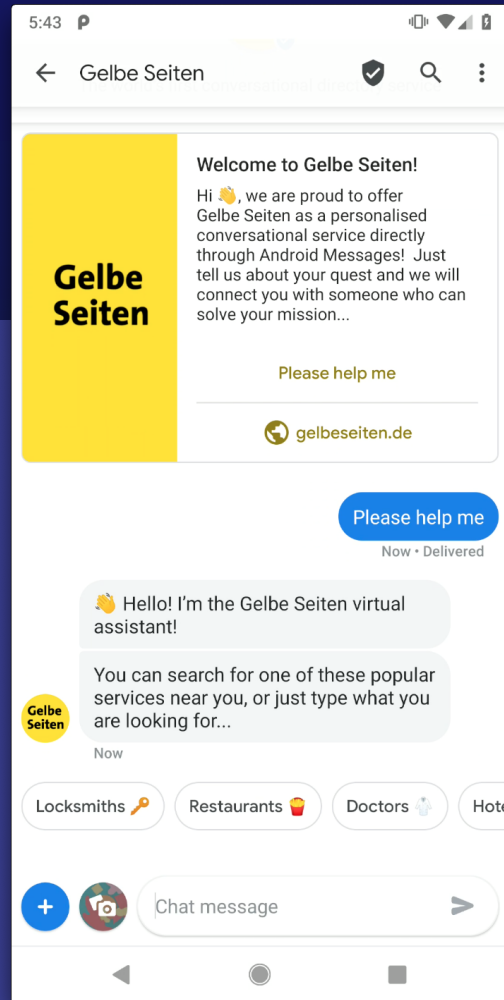 5:43
Gelbe Seiten
Gelbe
Seiten
Welcome to Gelbe Seiten!
Hi 👋, we are proud to offer
Gelbe Seiten as a personalised
conversational service directly
through Android Messages!  Just
tell us about your quest and we will
connect you with someone who can
solve your mission...
Please help me
gelbeseiten.de
Please help me
Now • Delivered
👋 Hello! I’m the Gelbe Seiten virtual
assistant!
You can search for one of these popular
services near you, or just type what you
are looking for...
Gelbe
Seiten
Now
Locksmiths 🔑 Restaurants 🍟 Doctors 🥼 Hote
Chat message